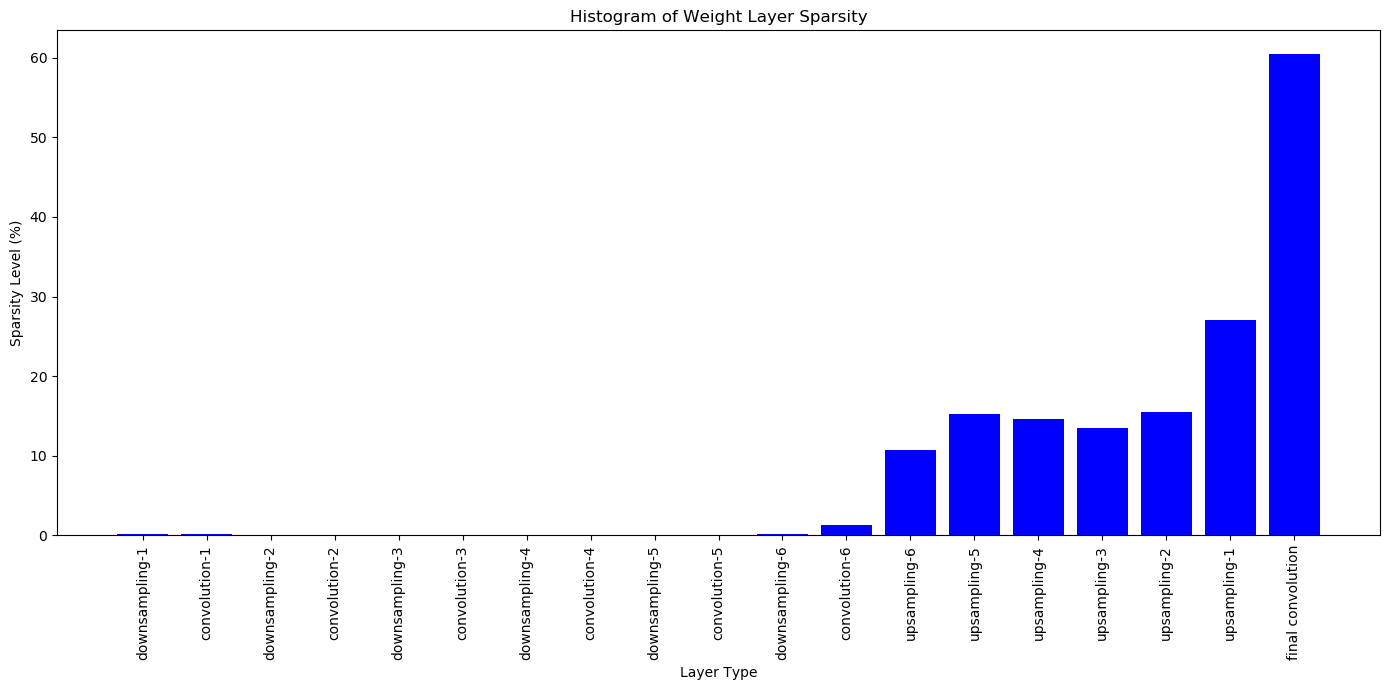 Histogram of Weight Layer Sparsity
Sparsity Level (%)
60
50
40
30
20
10
0
downsampling-1
convolution-1
downsampling-2
convolution-2
downsampling-3
convolution-3
downsampling-4
convolution-4
downsampling-5
convolution-5
downsampling-6
convolution-6
upsampling-6
upsampling-5
upsampling-4
upsampling-3
upsampling-2
upsampling-1
final convolution
Layer Type